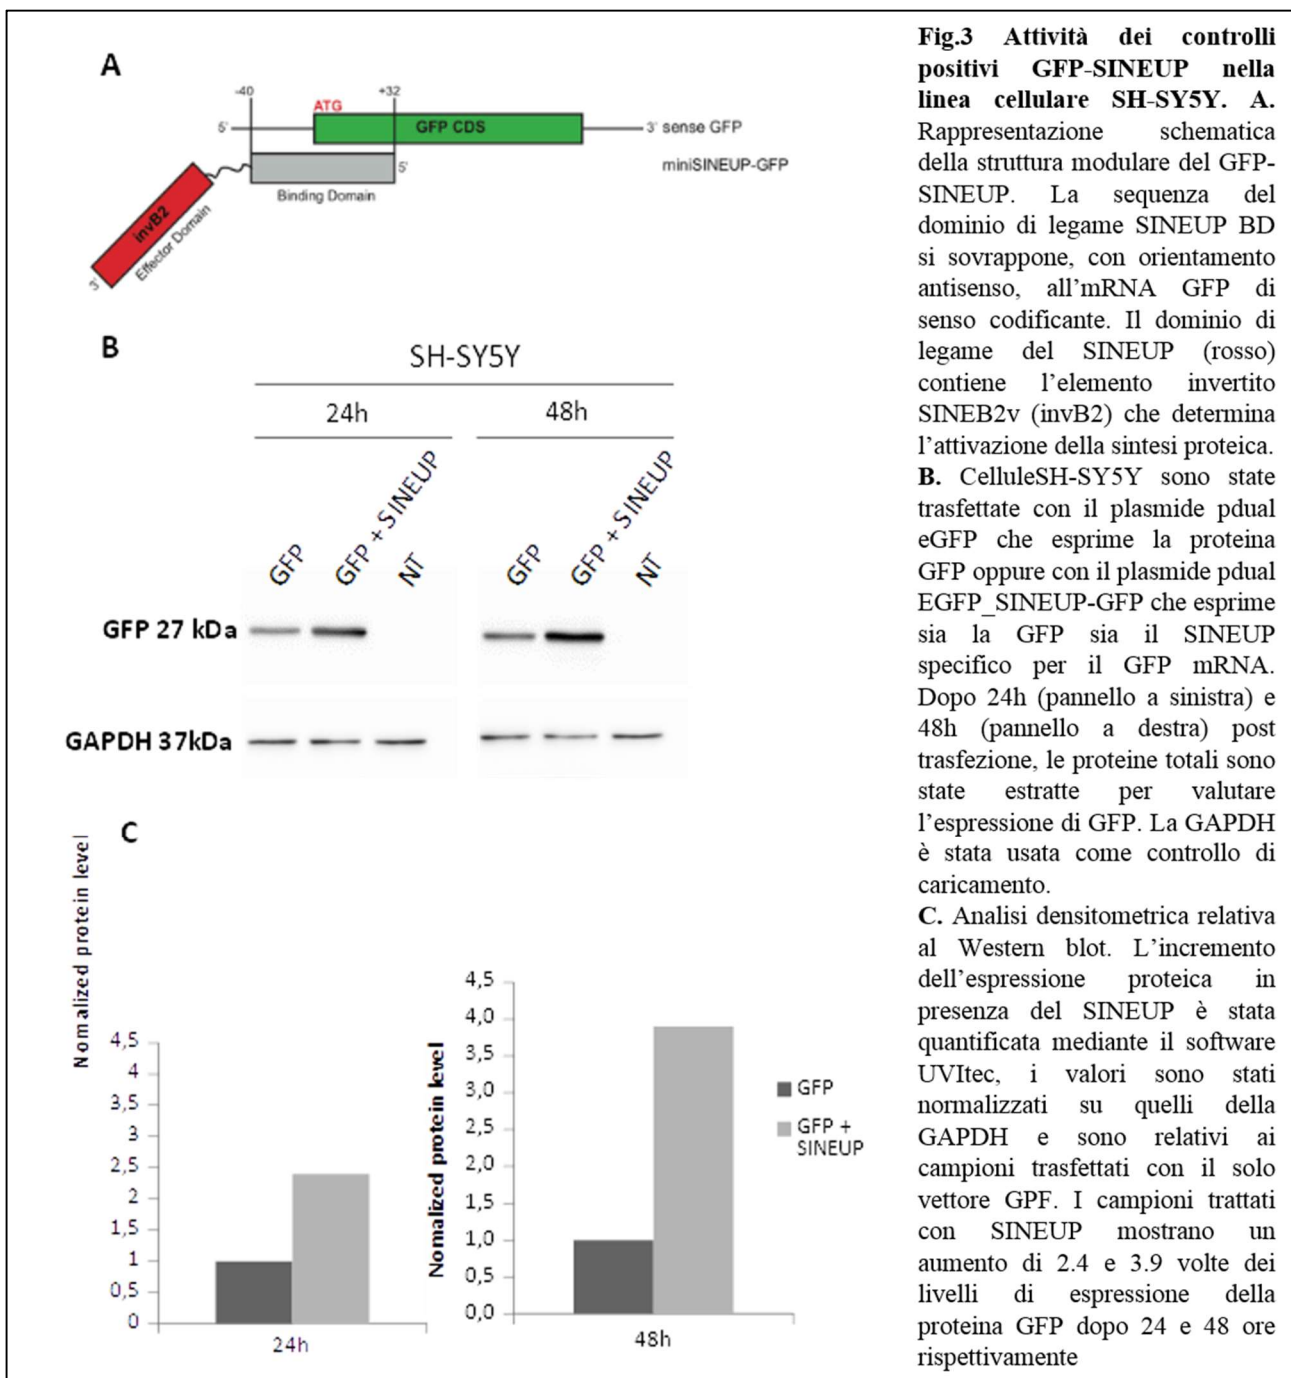 A
-40
+32
ATG
5'
GFP CDS
3' sense GFP
miniSINEUP-GFP
5'
Binding Domain
invB2
Effector Domain
3'
B
SH-SY5Y
24h
48h
GFP
GFP + SINEUP
NT
GFP
GFP + SINEUP
NT
GFP 27 kDa
GAPDH 37kDa
C
Nomalized protein level
4,5
4
3,5
3
2,5
2
1,5
1
0,5
0
24h
Nomalized protein level
4,5
4,0
3,5
3,0
2,5
2,0
1,5
1,0
0,5
0,0
48h
GFP
GFP +
SINEUP
Fig.3 Attività dei controlli
positivi GFP-SINEUP nella
linea cellulare SH-SY5Y. A.
Rappresentazione schematica
della struttura modulare del GFP-
SINEUP. La sequenza del
dominio di legame SINEUP BD
si sovrappone, con orientamento
antisenso, all'mRNA GFP di
senso codificante. Il dominio di
legame del SINEUP (rosso)
contiene l'elemento invertito
SINEB2v (invB2) che determina
l'attivazione della sintesi proteica.
B. CelluleSH-SY5Y sono state
trasfettate con il plasmide pdual
eGFP che esprime la proteina
GFP oppure con il plasmide pdual
EGFP_SINEUP-GFP che esprime
sia la GFP sia il SINEUP
specifico per il GFP mRNA.
Dopo 24h (pannello a sinistra) e
48h (pannello a destra) post
trasfezione, le proteine totali sono
state estratte per valutare
l'espressione di GFP. La GAPDH
è stata usata come controllo di
caricamento.
C. Analisi densitometrica relativa
al Western blot. L'incremento
dell'espressione proteica in
presenza del SINEUP è stata
quantificata mediante il software
UVItec, i valori sono stati
normalizzati su quelli della
GAPDH e sono relativi ai
campioni trasfettati con il solo
vettore GPF. I campioni trattati
con SINEUP mostrano un
aumento di 2.4 e 3.9 volte dei
livelli di espressione della
proteina GFP dopo 24 e 48 ore
rispettivamente